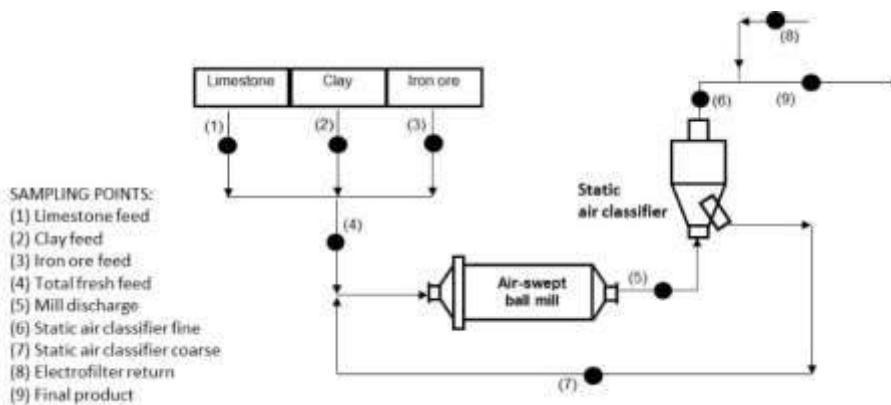 (8)
Limestone Clay Iron ore
(6)
(9)
(1)
(2)
(3)
SAMPLING POINTS:
(1) Limestone feed
(2) Clay feed
(3) Iron ore feed
(4) Total fresh feed
(5) Mill discharge
(6) Static air classifier fine
(7) Static air classifier coarse
(8) Electrofilter return
(9) Final product
Static
air classifier
(4)
Air-swept
ball mill
(5)
(7)